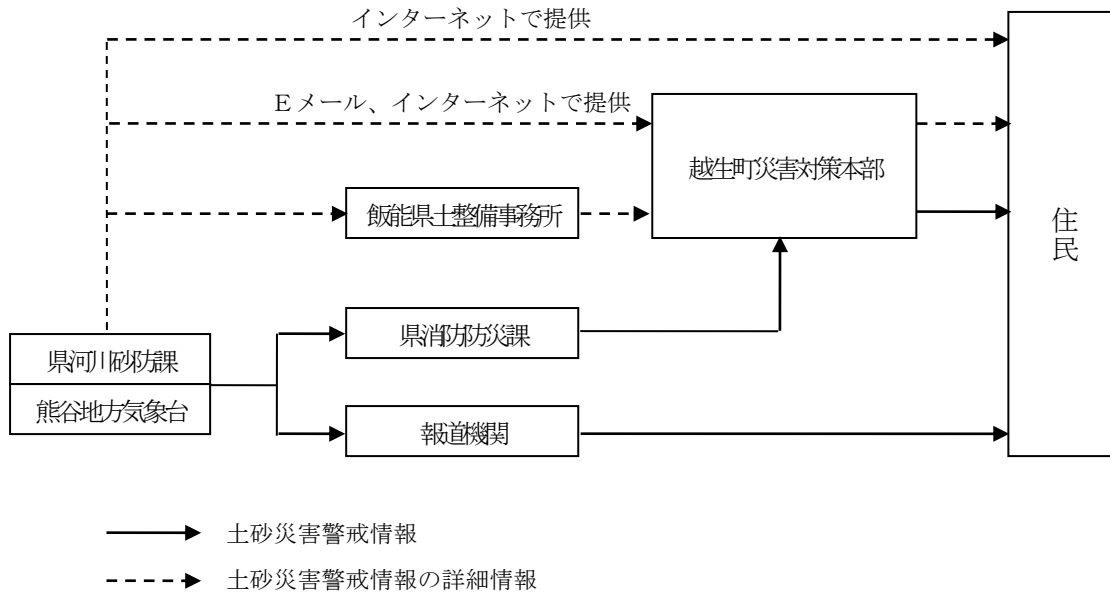 インターネットで提供
Eメール、インターネットで提供
越生町災害対策本部
飯能県土整備事務所
住民
県消防防災課
県河川砂防課
熊谷地方気象台
報道機関
土砂災害警戒情報
土砂災害警戒情報の詳細情報